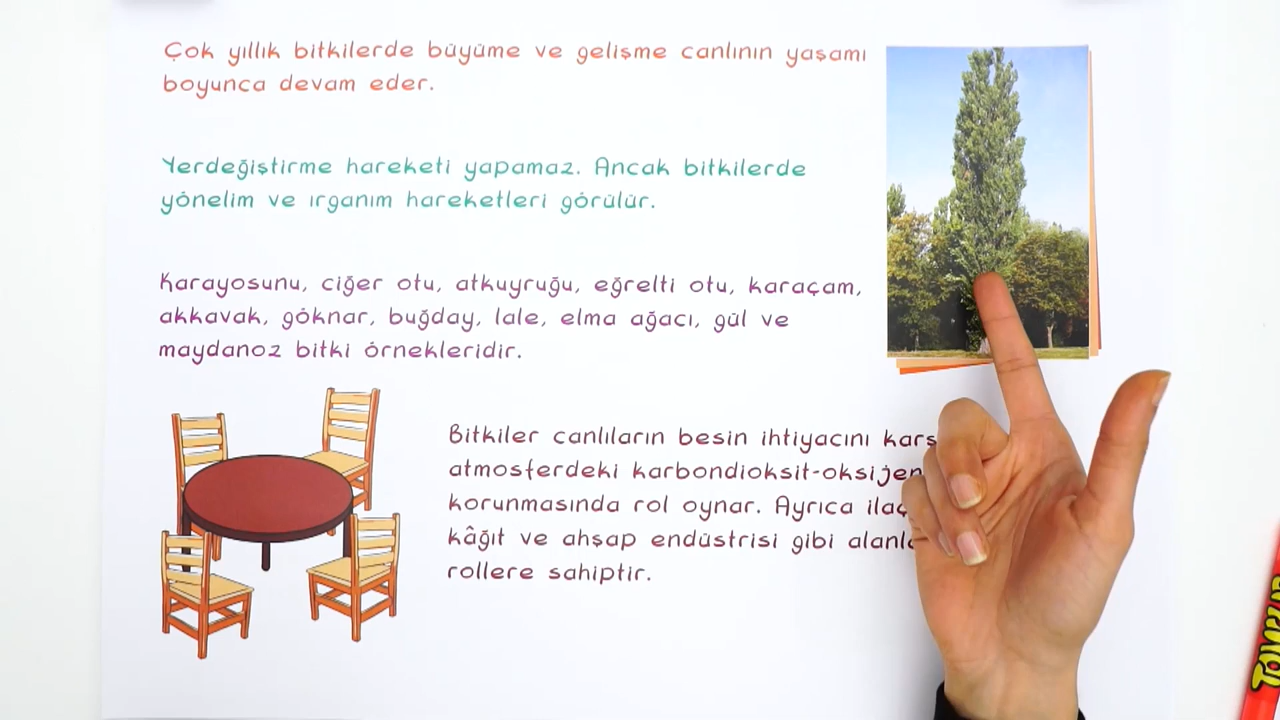 Çok yıllık bitkilerde büyüme ve gelişme canlının yaşamı
boyunca devam eder.
Yerdeğiştirme hareketi yapamaz. Ancak bitkilerde
yönelim ve ırganım hareketleri görülür.
Karayosunu, ciğer otu, atkuyruğu, eğrelti otu, karaçam,
akkavak, göknar, buğday, lale, elma ağacı, gül ve
maydanoz bitki örnekleridir.
Bitkiler canlıların besin ihtiyacını
atmosferdeki karbondioksit-oksijen
korunmasında rol oynar. Ayrıca
kâğıt ve ahşap endüstrisi gibi
rollere sahiptir.